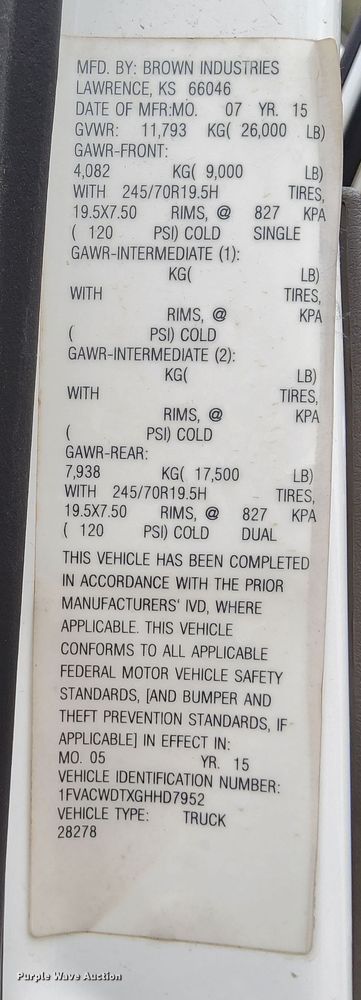 MFD. BY: BROWN INDUSTRIES
LAWRENCE, KS 66046
DATE OF MFR:MO. 07 YR. 15
GVWR: 11,793 KG( 26,000 LB)
GAWR-FRONT:
4,082 KG( 9,000 LB)
WITH 245/70R19.5H TIRES,
19.5X7.50 RIMS, @ 827 KPA
( 120 PSI) COLD SINGLE
GAWR-INTERMEDIATE (1):
KG( LB)
WITH TIRES,
RIMS, @ KPA
( PSI) COLD
GAWR-INTERMEDIATE (2):
KG( LB)
WITH TIRES,
RIMS, @ KPA
( PSI) COLD
GAWR-REAR:
7,938 KG( 17,500 LB)
WITH 245/70R19.5H TIRES,
19.5X7.50 RIMS, @ 827 KPA
( 120 PSI) COLD DUAL
THIS VEHICLE HAS BEEN COMPLETED
IN ACCORDANCE WITH THE PRIOR
MANUFACTURERS' IVD, WHERE
APPLICABLE. THIS VEHICLE
CONFORMS TO ALL APPLICABLE
FEDERAL MOTOR VEHICLE SAFETY
STANDARDS, [AND BUMPER AND
THEFT PREVENTION STANDARDS, IF
APPLICABLE] IN EFFECT IN:
MO. 05 YR. 15
VEHICLE IDENTIFICATION NUMBER:
1FVACWDTXGHHD7952
VEHICLE TYPE: TRUCK
28278
Purple Wave Auction